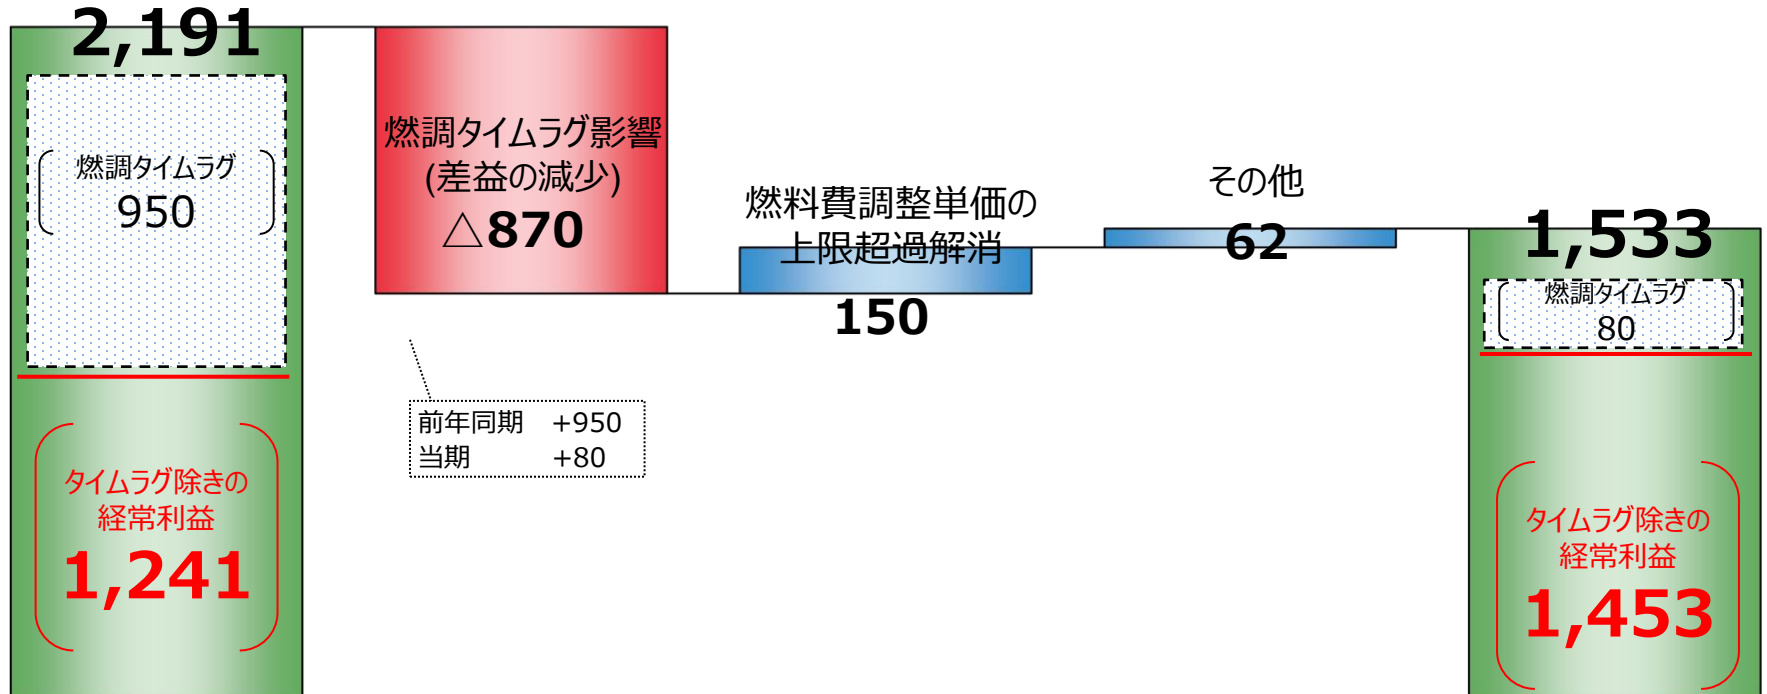 2,191
燃調タイムラグ
950
タイムラグ除きの
経常利益
1,241
燃調タイムラグ影響
(差益の減少)
△870
前年同期 +950
当期 +80
燃料費調整単価の
上限超過解消
150
その他
62
1,533
燃調タイムラグ
80
タイムラグ除きの
経常利益
1,453